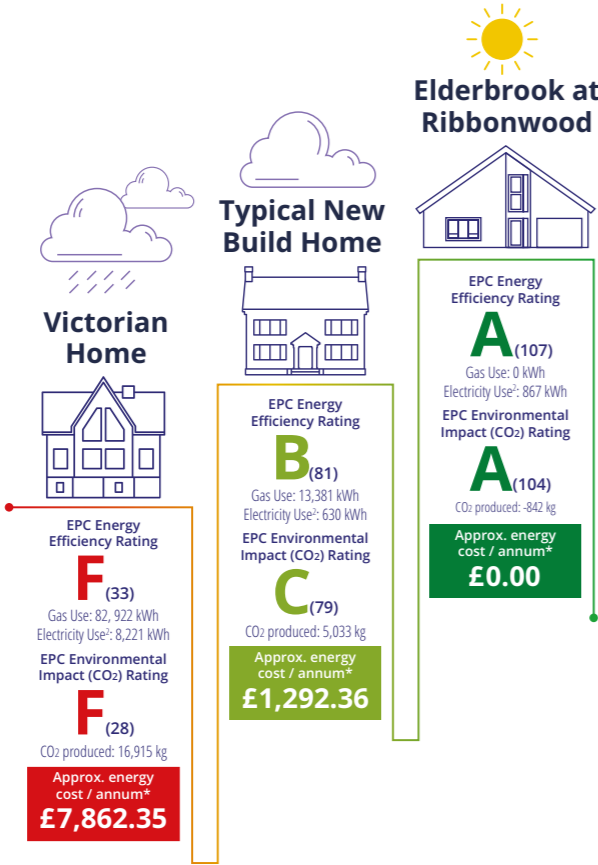 Elderbrook at
Ribbonwood
EPC Energy
Efficiency Rating
A(107)
Gas Use: 0 kWh
Electricity Use²: 867 kWh
EPC Environmental
Impact (CO₂) Rating
A(104)
CO₂ produced: -842 kg
Approx. energy
cost / annum*
£0.00
Typical New
Build Home
EPC Energy
Efficiency Rating
B(81)
Gas Use: 13,381 kWh
Electricity Use²: 630 kWh
EPC Environmental
Impact (CO₂) Rating
C(79)
CO₂ produced: 5,033 kg
Approx. energy
cost / annum*
£1,292.36
Victorian
Home
EPC Energy
Efficiency Rating
F(33)
Gas Use: 82, 922 kWh
Electricity Use²: 8,221 kWh
EPC Environmental
Impact (CO₂) Rating
F(28)
CO₂ produced: 16,915 kg
Approx. energy
cost / annum*
£7,862.35